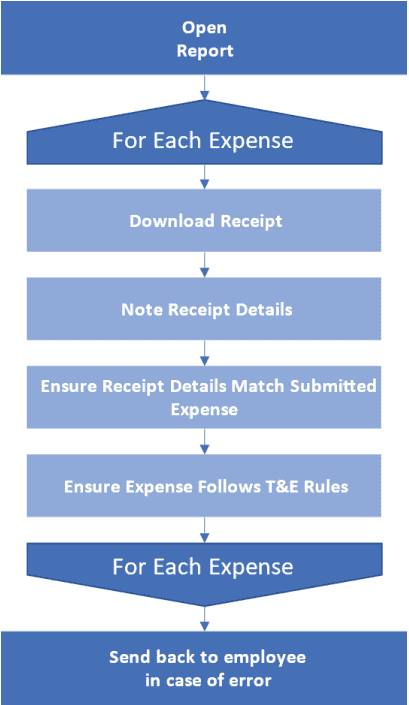 Open
Report
For Each Expense
Download Receipt
Note Receipt Details
Ensure Receipt Details Match Submitted
Expense
Ensure Expense Follows T&E Rules
For Each Expense
Send back to employee
in case of error